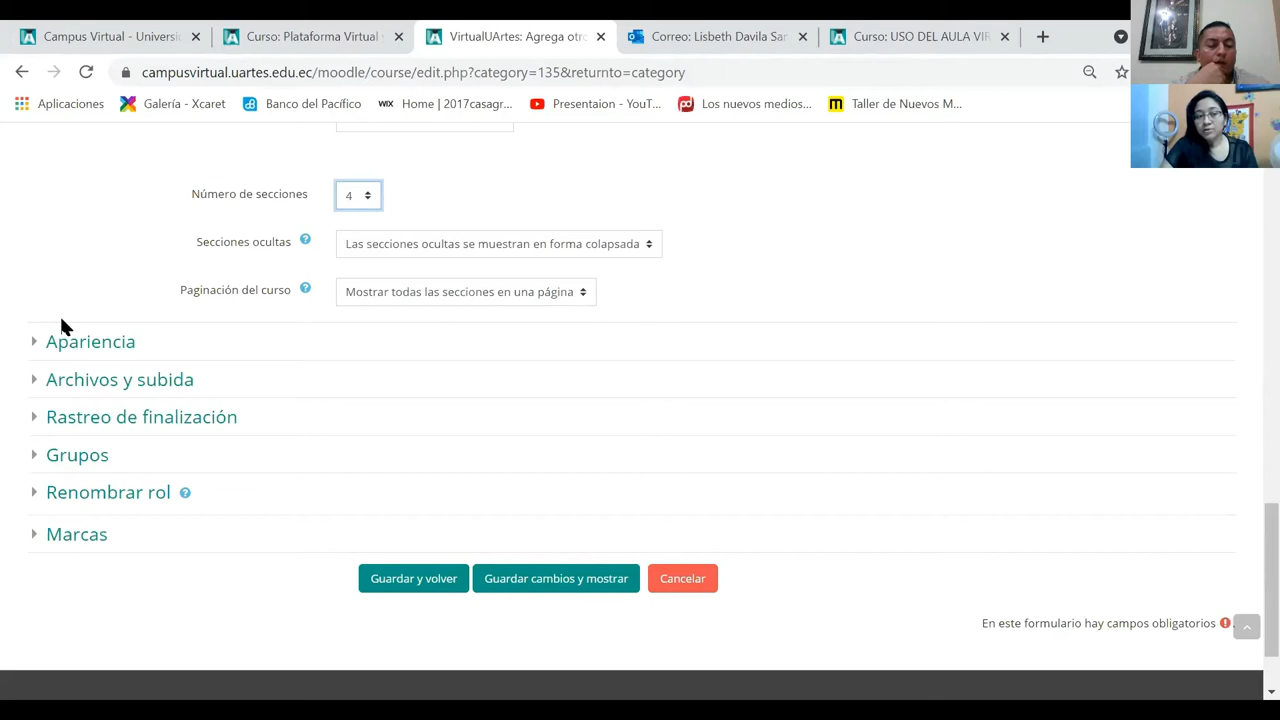 Campus Virtual - Universio
Curso: Plataforma Virtual
VirtualUArtes: Agrega otro
Correo: Lisbeth Davila San
Curso: USO DEL AULA VIR
campusvirtual.uartes.edu.ec/moodle/course/edit.php?category=135&returnto=category
Aplicaciones
Galería - Xcaret
Banco del Pacífico
WIX Home | 2017casagr...
Presentaion - YouT...
Los nuevos medios...
Taller de Nuevos M...
Número de secciones
4
Secciones ocultas
Las secciones ocultas se muestran en forma colapsada
Paginación del curso
Mostrar todas las secciones en una página
Apariencia
Archivos y subida
Rastreo de finalización
Grupos
Renombrar rol
Marcas
Guardar y volver
Guardar cambios y mostrar
Cancelar
En este formulario hay campos obligatorios